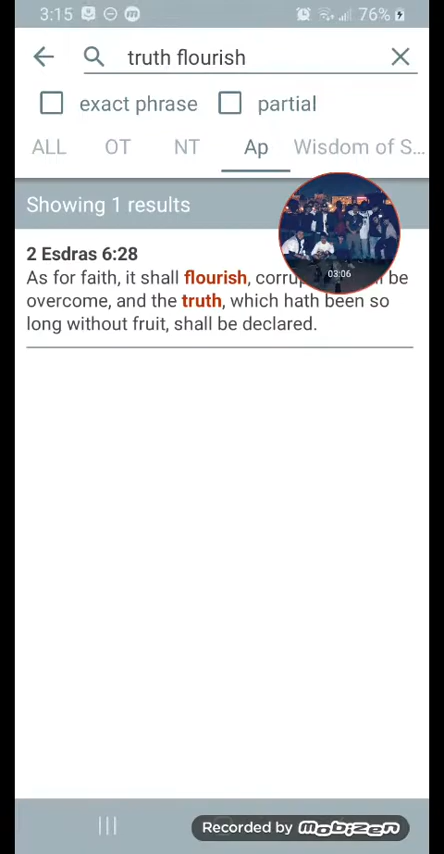 3:15 76%
truth flourish
exact phrase partial
ALL OT NT Ap Wisdom of S...
Showing 1 results
03:06
2 Esdras 6:28
As for faith, it shall flourish, be
overcome, and the truth, which hath been so
long without fruit, shall be declared.
Recorded by mobizen